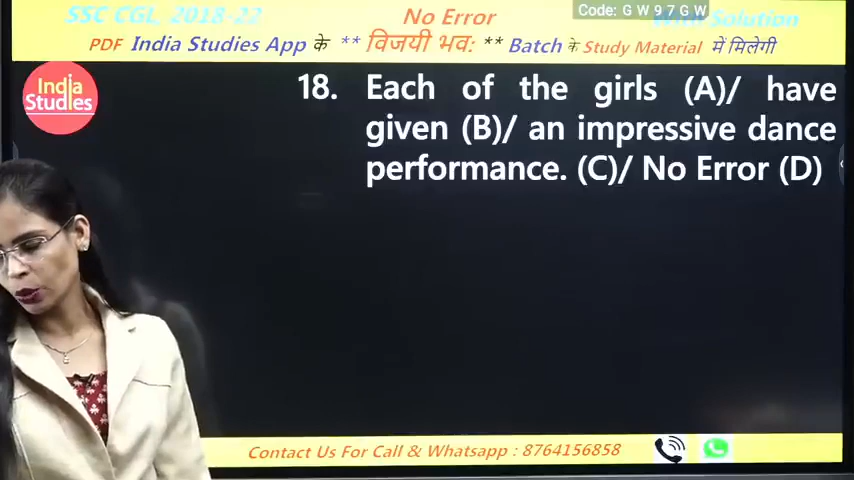 SSC CGL, 2018-22 No Error With Solution
Code: G W 9 7 G W
PDF India Studies App के ** विजयी भव: ** Batch के Study Material में मिलेगी
India
Studies
18. Each of the girls (A)/ have
given (B)/ an impressive dance
performance. (C)/ No Error (D)
Contact Us For Call & Whatsapp : 8764156858